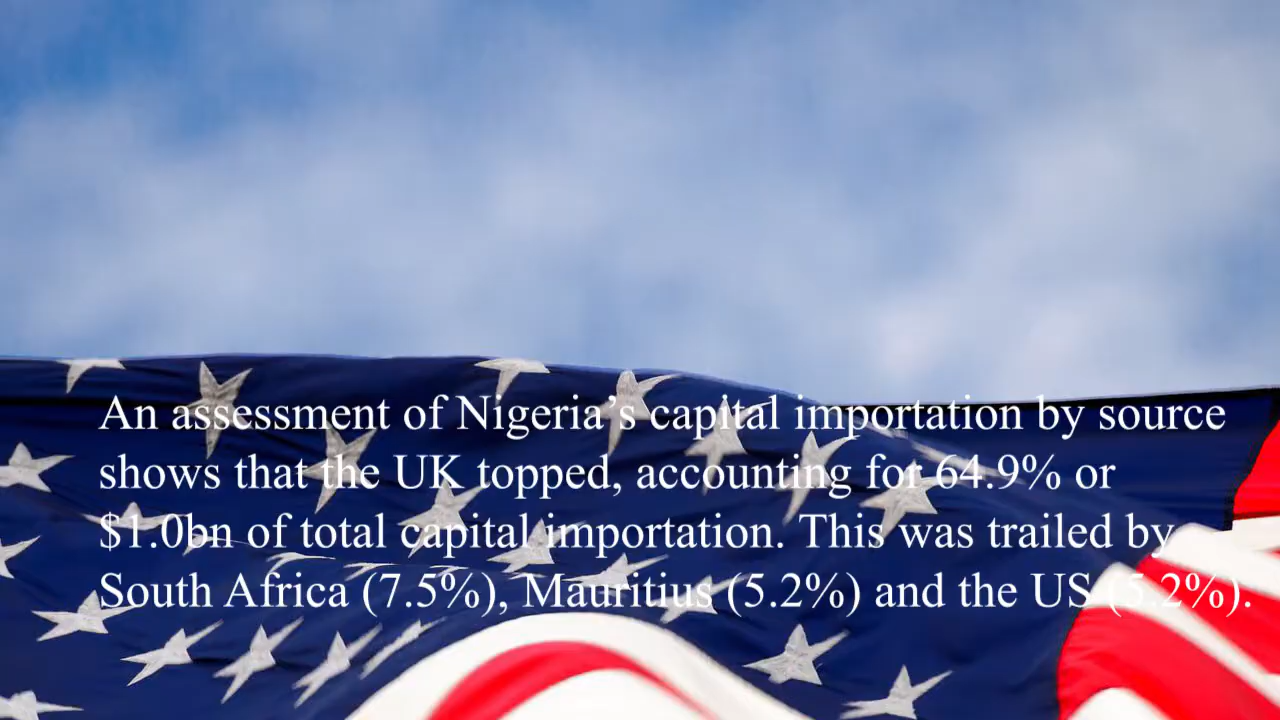 An assessment of Nigeria’s capital importation by source
shows that the UK topped, accounting for 64.9% or
$1.0bn of total capital importation. This was trailed by
South Africa (7.5%), Mauritius (5.2%) and the US (5.2%).